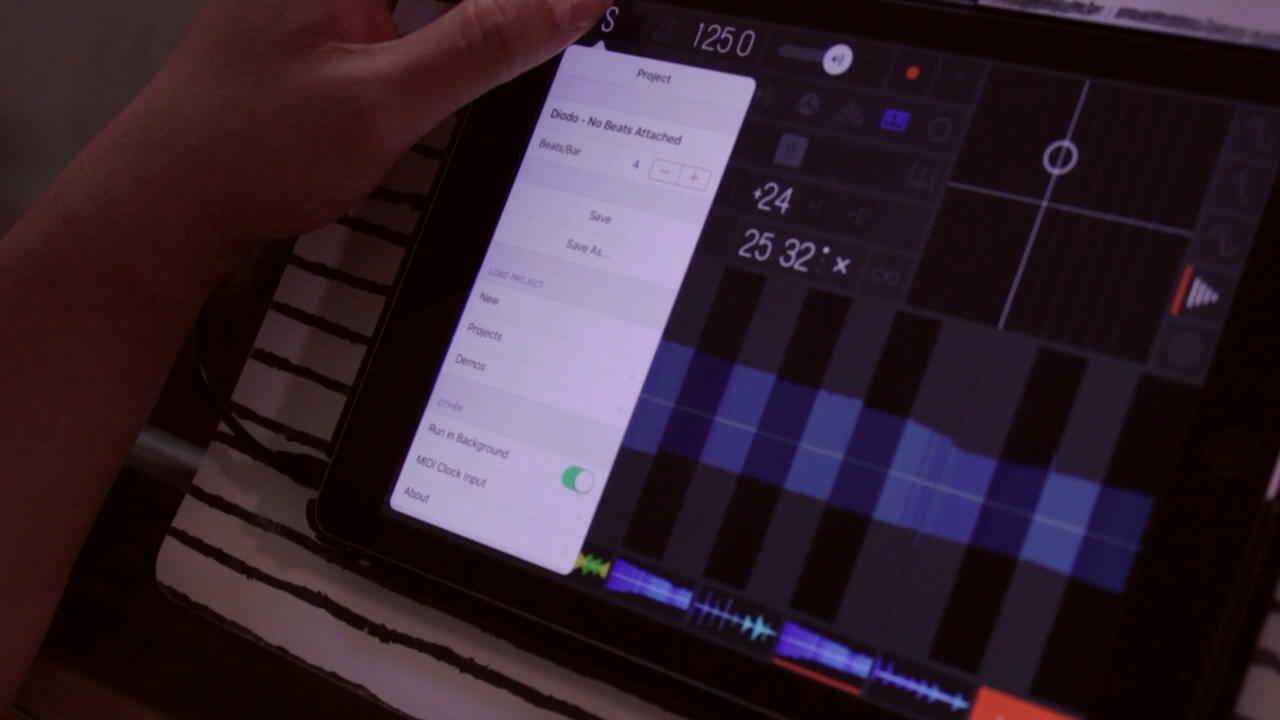 S
125 0
Project
Diodo - No Beats Attached
Beats/Bar 4 − +
Save
Save As...
LOAD PROJECT
New
Projects
Demos
OTHER
Run in Background
MIDI Clock Input
About
+24
25 32 : x